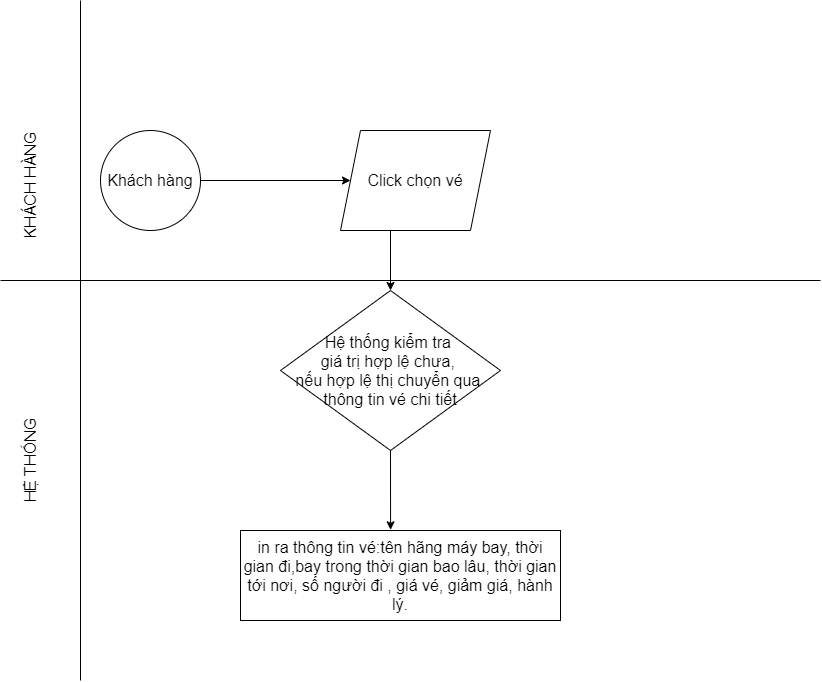 KHÁCH HÀNG
Khách hàng
Click chọn vé
HỆ THỐNG
Hệ thống kiểm tra
giá trị hợp lệ chưa,
nếu hợp lệ thị chuyển qua
thông tin vé chi tiết
in ra thông tin vé:tên hãng máy bay, thời
gian đi,bay trong thời gian bao lâu, thời gian
tới nơi, số người đi , giá vé, giảm giá, hành
lý.